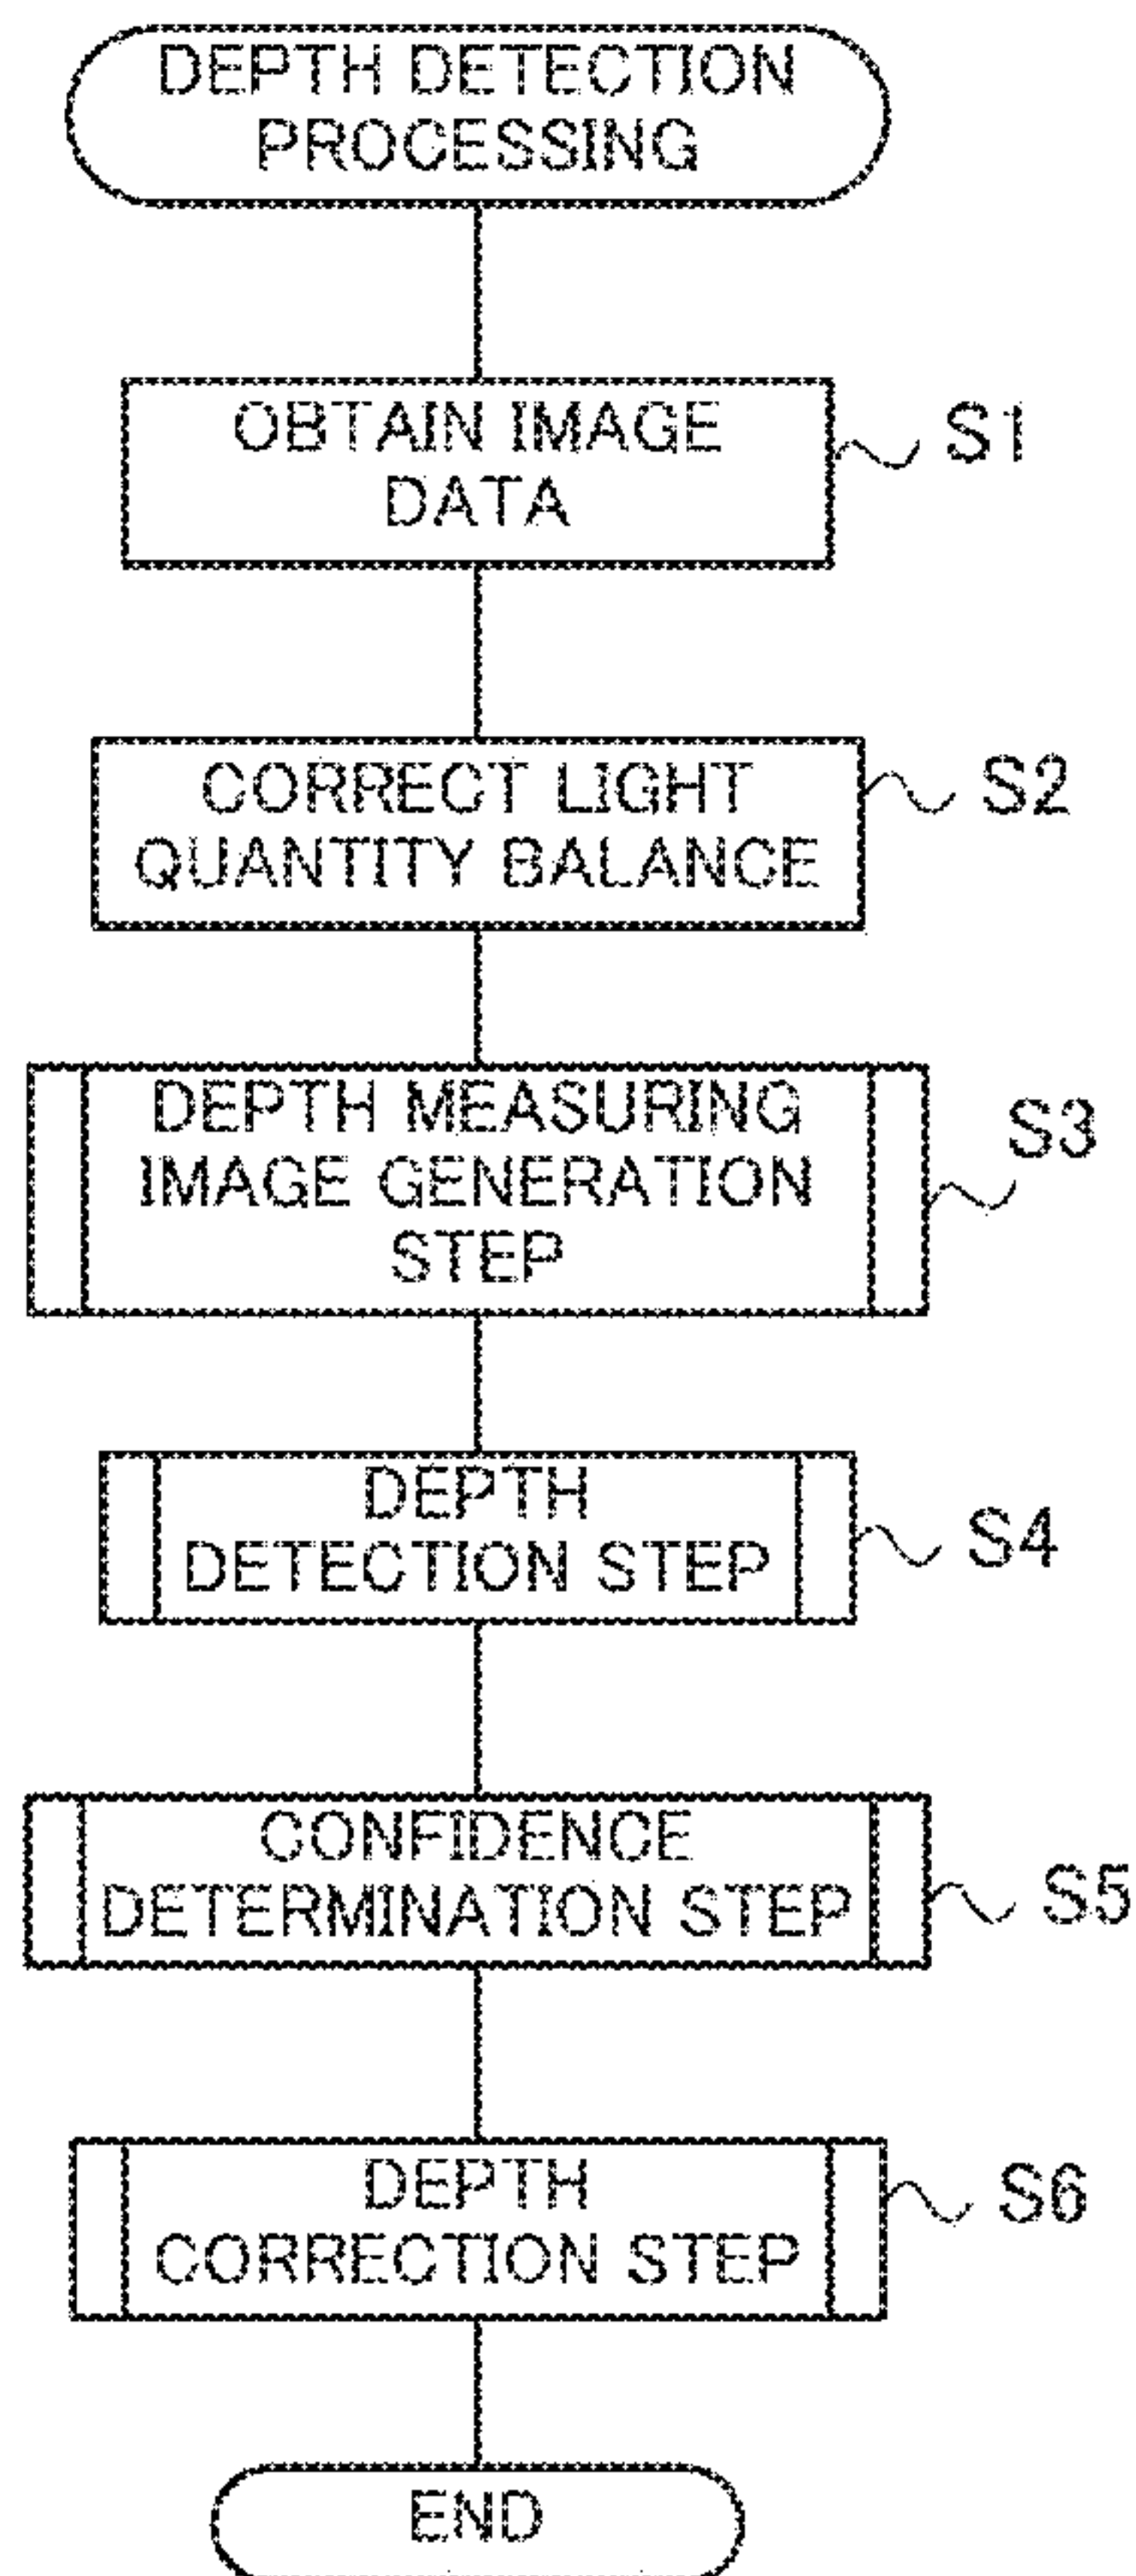 DEPTH DETECTION
PROCESSING
OBTAIN IMAGE
DATA
S1
CORRECT LIGHT
QUANTITY BALANCE
S2
DEPTH MEASURING
IMAGE GENERATION
STEP
S3
DEPTH
DETECTION STEP
S4
CONFIDENCE
DETERMINATION STEP
S5
DEPTH
CORRECTION STEP
S6
END